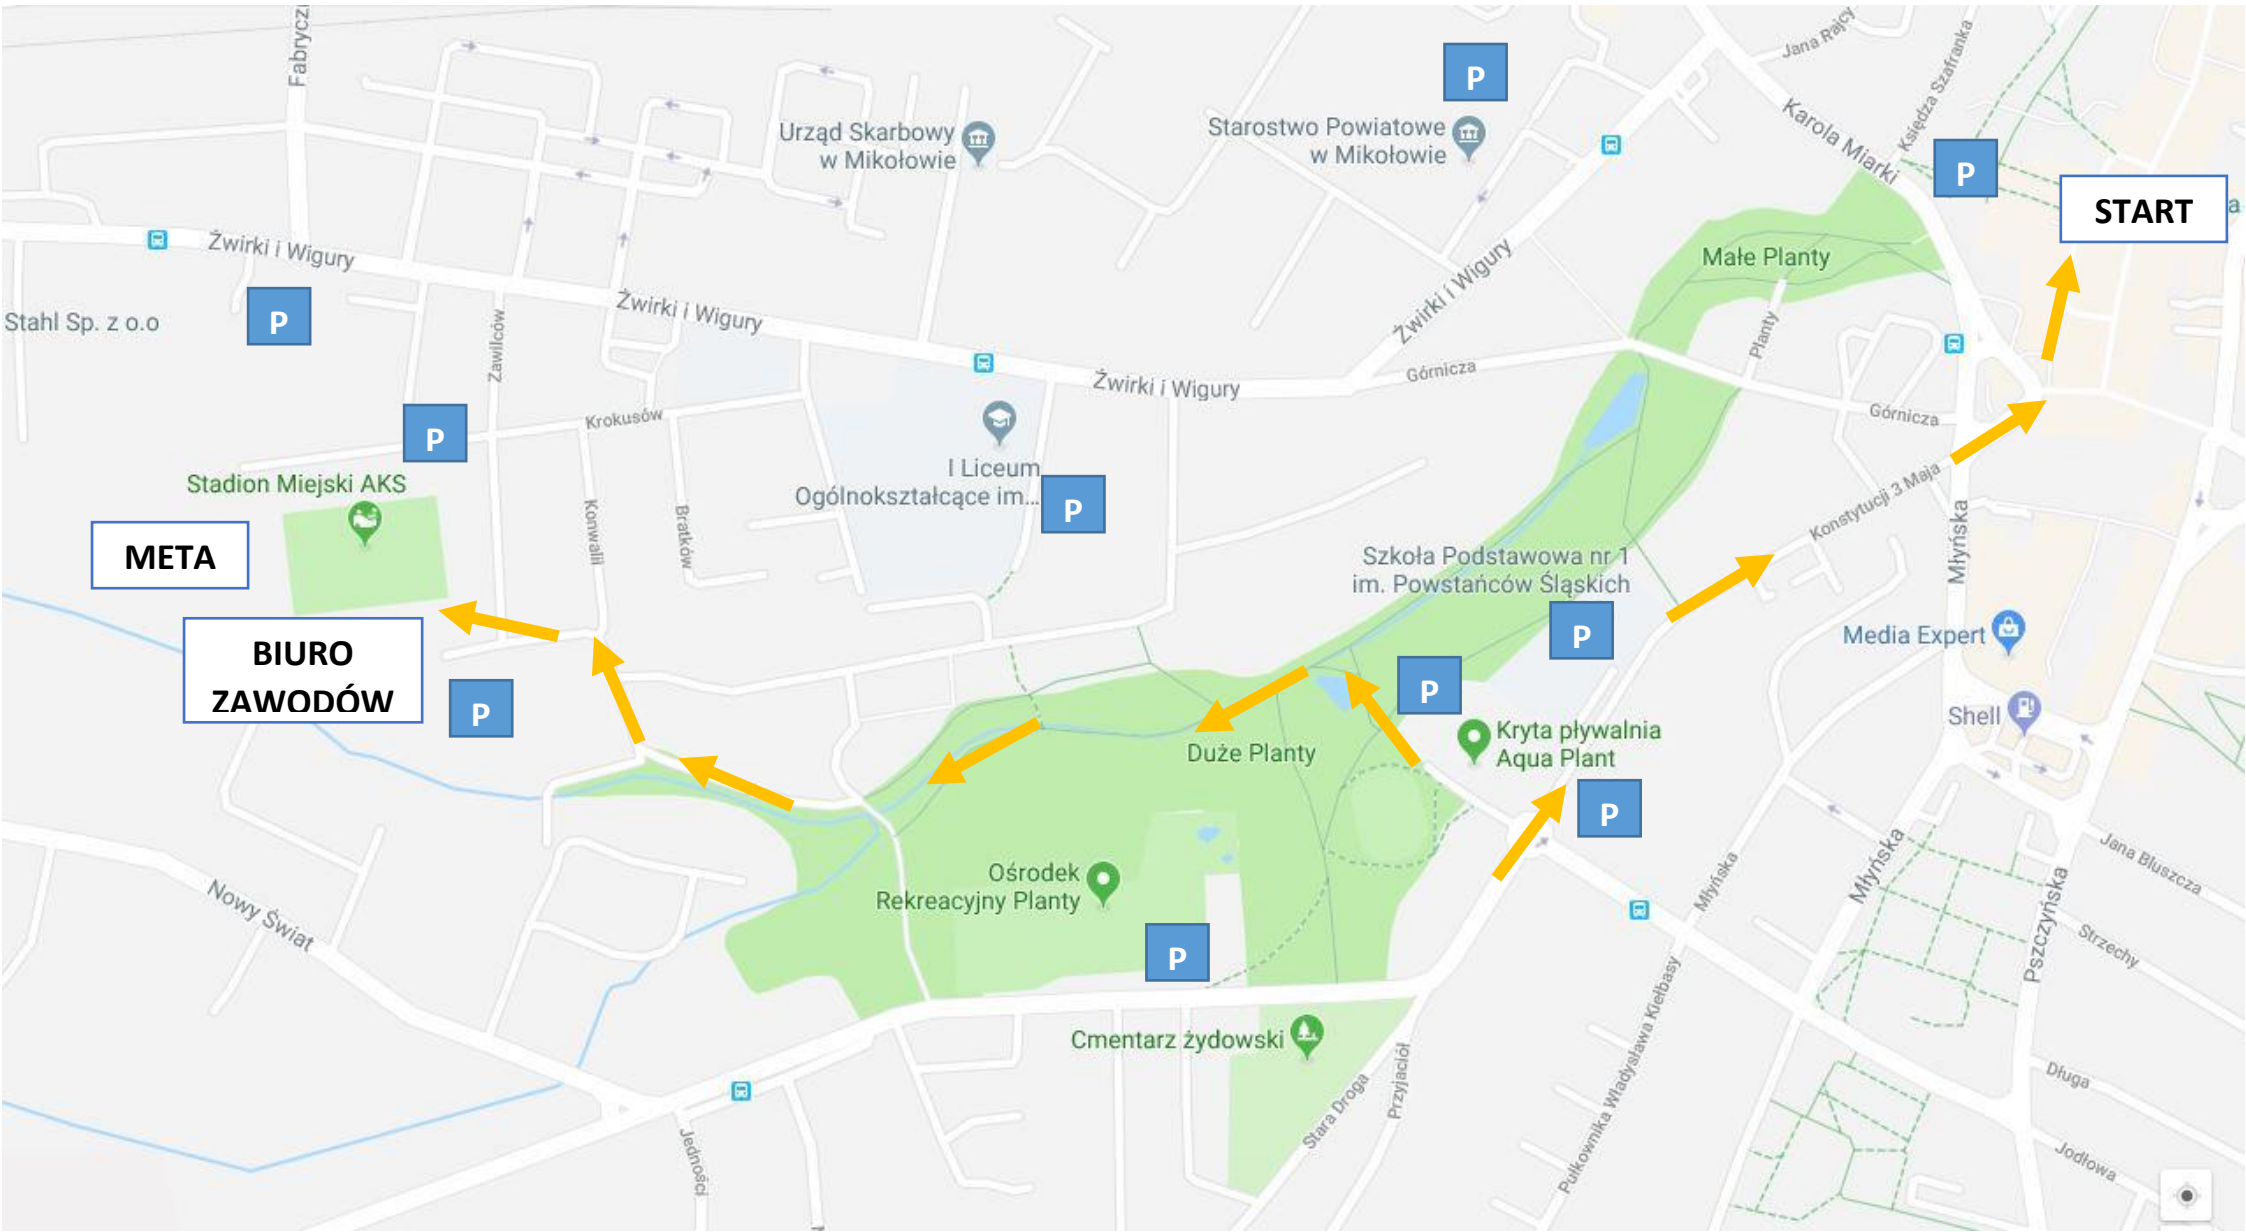 Fabrycz
Jana Rajcy
Księdza Szafranka
P
Karola Miarki
Urząd Skarbowy
w Mikołowie
Starostwo Powiatowe
w Mikołowie
P
START
a
Żwirki i Wigury
Małe Planty
Żwirki i Wigury
Stahl Sp. z o.o
P
Żwirki i Wigury
Zawilców
Planty
Żwirki i Wigury
Górnicza
Górnicza
Krokusów
P
I Liceum
Ogólnokształcące im...
P
Stadion Miejski AKS
Konwalii
Bratków
Konstytucji 3 Maja
Młyńska
META
Szkoła Podstawowa nr 1
im. Powstańców Śląskich
P
Media Expert
BIURO
ZAWODÓW
P
P
Shell
Duże Planty
Kryta pływalnia
Aqua Plant
P
Ośrodek
Rekreacyjny Planty
Młyńska
Młyńska
Jana Bluszcza
Nowy Świat
P
Pszczyńska
Strzechy
Cmentarz żydowski
Stara Droga
Przyjaciół
Pułkownika Władysława Kiełbasy
Długa
Jedności
Jodłowa